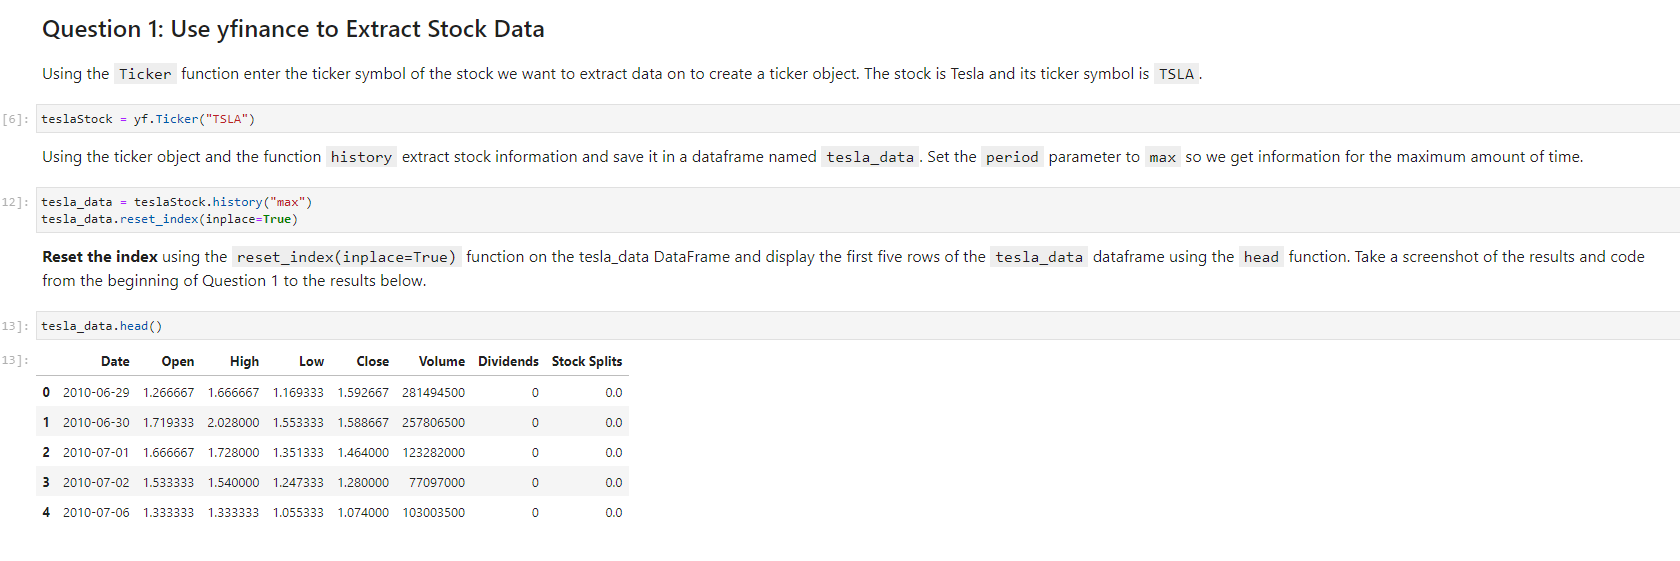 Question 1: Use yfinance to Extract Stock Data
Using the Ticker function enter the ticker symbol of the stock we want to extract data on to create a ticker object. The stock is Tesla and its ticker symbol is TSLA.
[6]: teslaStock = yf.Ticker("TSLA")
Using the ticker object and the function history extract stock information and save it in a dataframe named tesla_data. Set the period parameter to max so we get information for the maximum amount of time.
12]: tesla_data = teslaStock.history("max")
tesla_data.reset_index(inplace=True)
Reset the index using the reset_index(inplace=True) function on the tesla_data DataFrame and display the first five rows of the tesla_data dataframe using the head function. Take a screenshot of the results and code
from the beginning of Question 1 to the results below.
13]: tesla_data.head()
13]: Date Open High Low Close Volume Dividends Stock Splits
0 2010-06-29 1.266667 1.666667 1.169333 1.592667 281494500 0 0.0
1 2010-06-30 1.719333 2.028000 1.553333 1.588667 257806500 0 0.0
2 2010-07-01 1.666667 1.728000 1.351333 1.464000 123282000 0 0.0
3 2010-07-02 1.533333 1.540000 1.247333 1.280000 77097000 0 0.0
4 2010-07-06 1.333333 1.333333 1.055333 1.074000 103003500 0 0.0